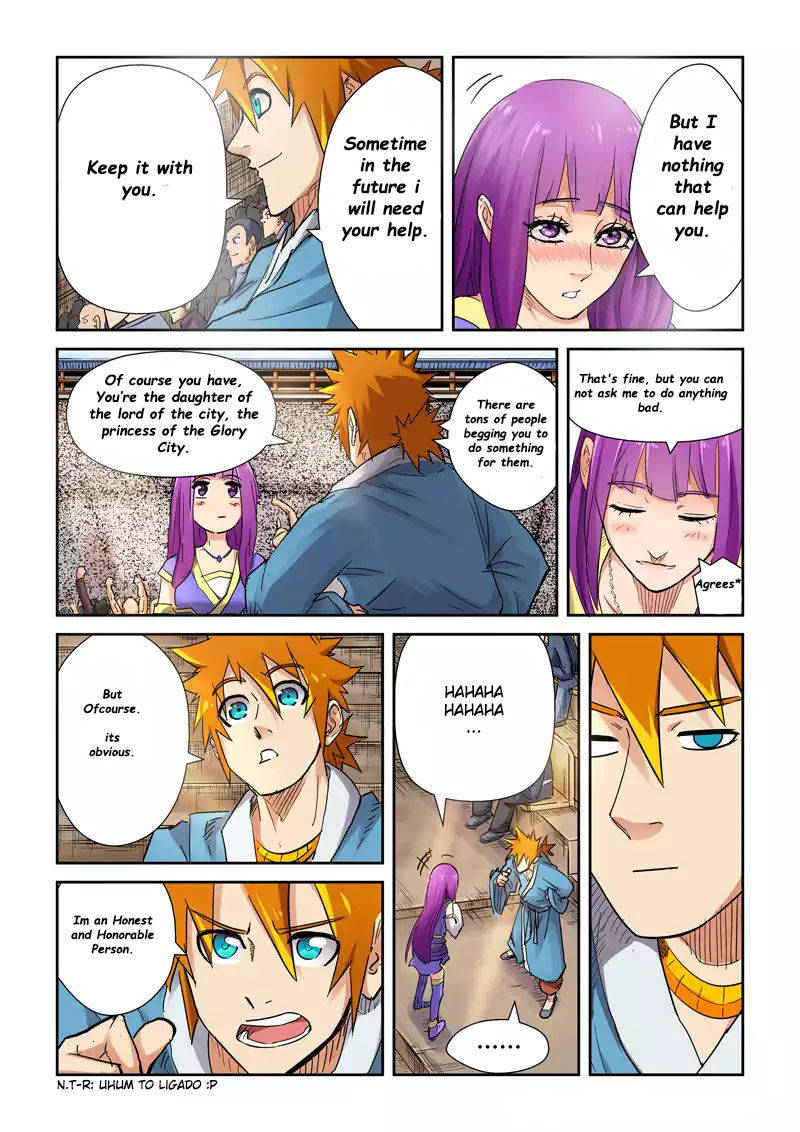 Keep it with
you.
Sometime
in the
future i
will need
your help.
But I
have
nothing
that
can help
you.
Of course you have,
You're the daughter of
the lord of the city, the
princess of the Glory
City.
There are
tons of people
begging you to
do something
for them.
That's fine, but you can
not ask me to do anything
bad.
Agrees*
But
Ofcourse.
its
obvious.
HAHAHA
HAHAHA
...
......
Im an Honest
and Honorable
Person.
N.T-R: UHUM TO LIGADO :P